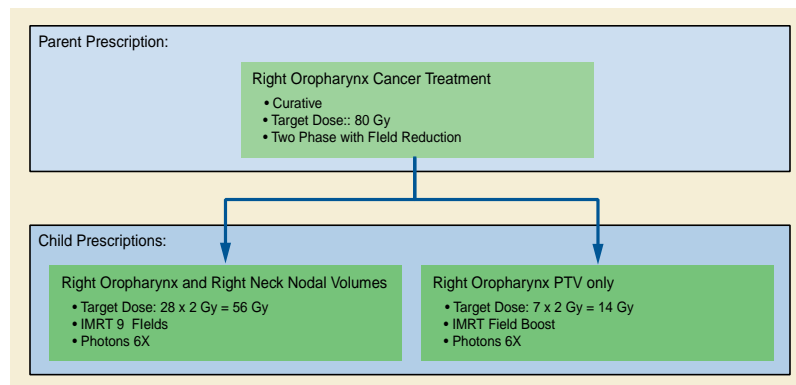 Parent Prescription:
Right Oropharynx Cancer Treatment
• Curative
• Target Dose:: 80 Gy
• Two Phase with FIeld Reduction
Child Prescriptions:
Right Oropharynx and Right Neck Nodal Volumes
• Target Dose: 28 x 2 Gy = 56 Gy
• IMRT 9 FIelds
• Photons 6X
Right Oropharynx PTV only
• Target Dose: 7 x 2 Gy = 14 Gy
• IMRT Field Boost
• Photons 6X